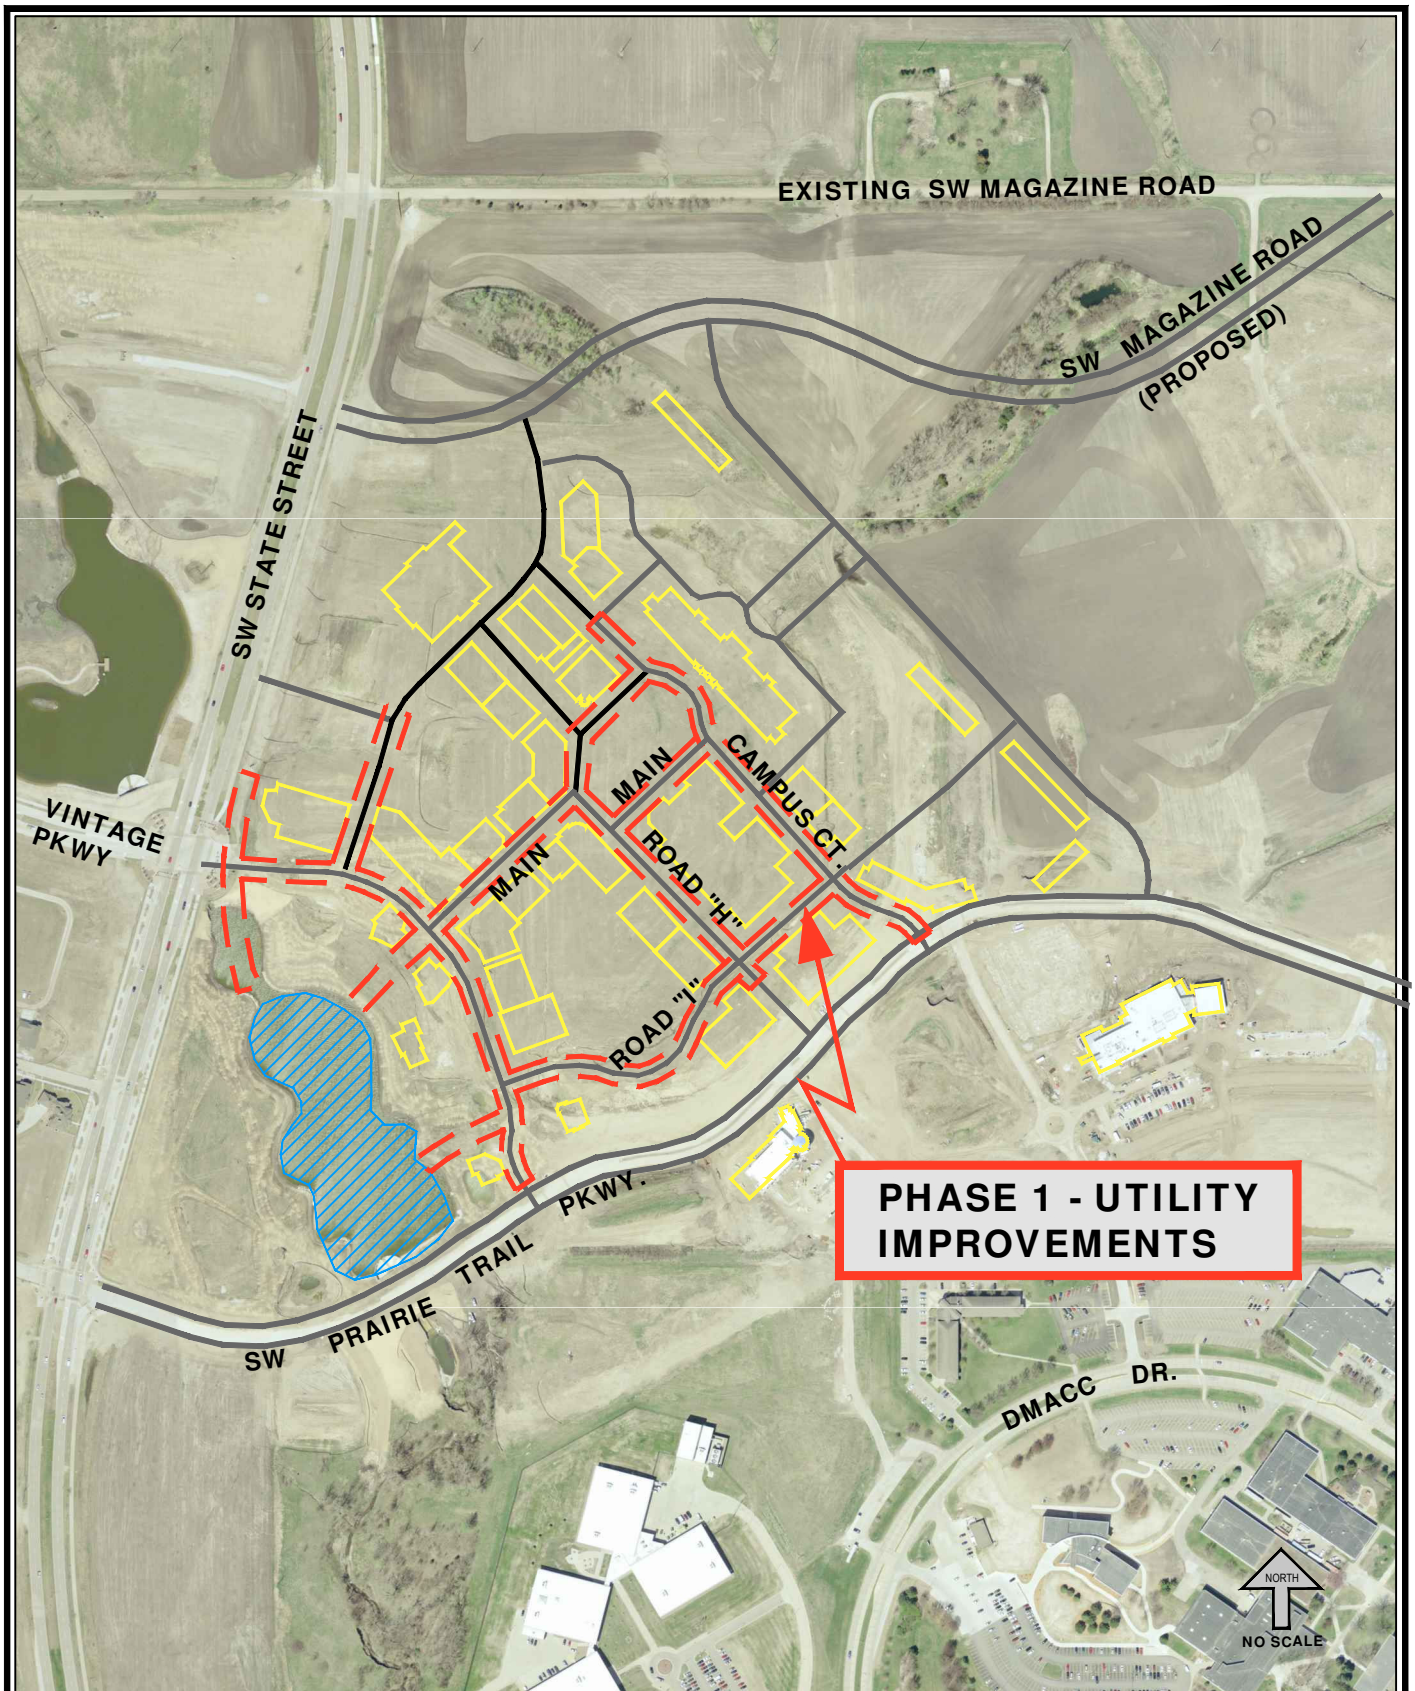 EXISTING SW MAGAZINE ROAD
SW MAGAZINE ROAD
(PROPOSED)
SW STATE STREET
VINTAGE
PKWY
MAIN
CAMPUS CT.
MAIN
ROAD "H"
ROAD "I"
PHASE 1 - UTILITY
IMPROVEMENTS
SW PRAIRIE TRAIL PKWY.
DMACC DR.
NORTH
NO SCALE